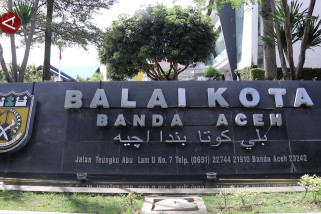 BALAI KOTA
BANDA ACEH
بلي كوتا بندا اچيه
Jalan Teungku Abu Lam U No. 7 Telp. (0651) 22744 21910 Banda Aceh 23242